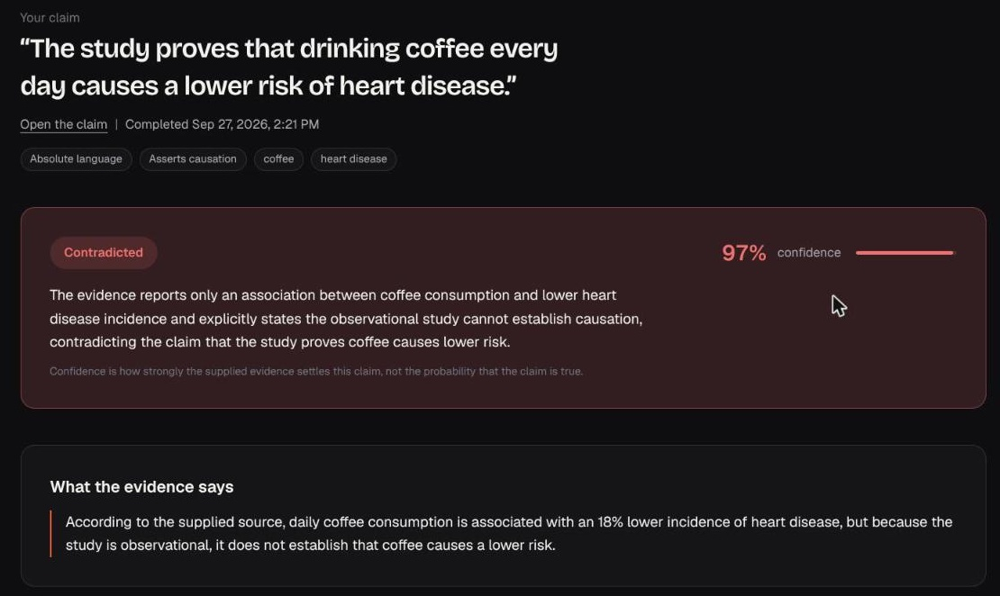 Your claim
“The study proves that drinking coffee every
day causes a lower risk of heart disease.”
Open the claim | Completed Sep 27, 2026, 2:21 PM
Absolute language Asserts causation coffee heart disease
Contradicted 97% confidence
The evidence reports only an association between coffee consumption and lower heart
disease incidence and explicitly states the observational study cannot establish causation,
contradicting the claim that the study proves coffee causes lower risk.
Confidence is how strongly the supplied evidence settles this claim, not the probability that the claim is true.
What the evidence says
According to the supplied source, daily coffee consumption is associated with an 18% lower incidence of heart disease, but because the
study is observational, it does not establish that coffee causes a lower risk.